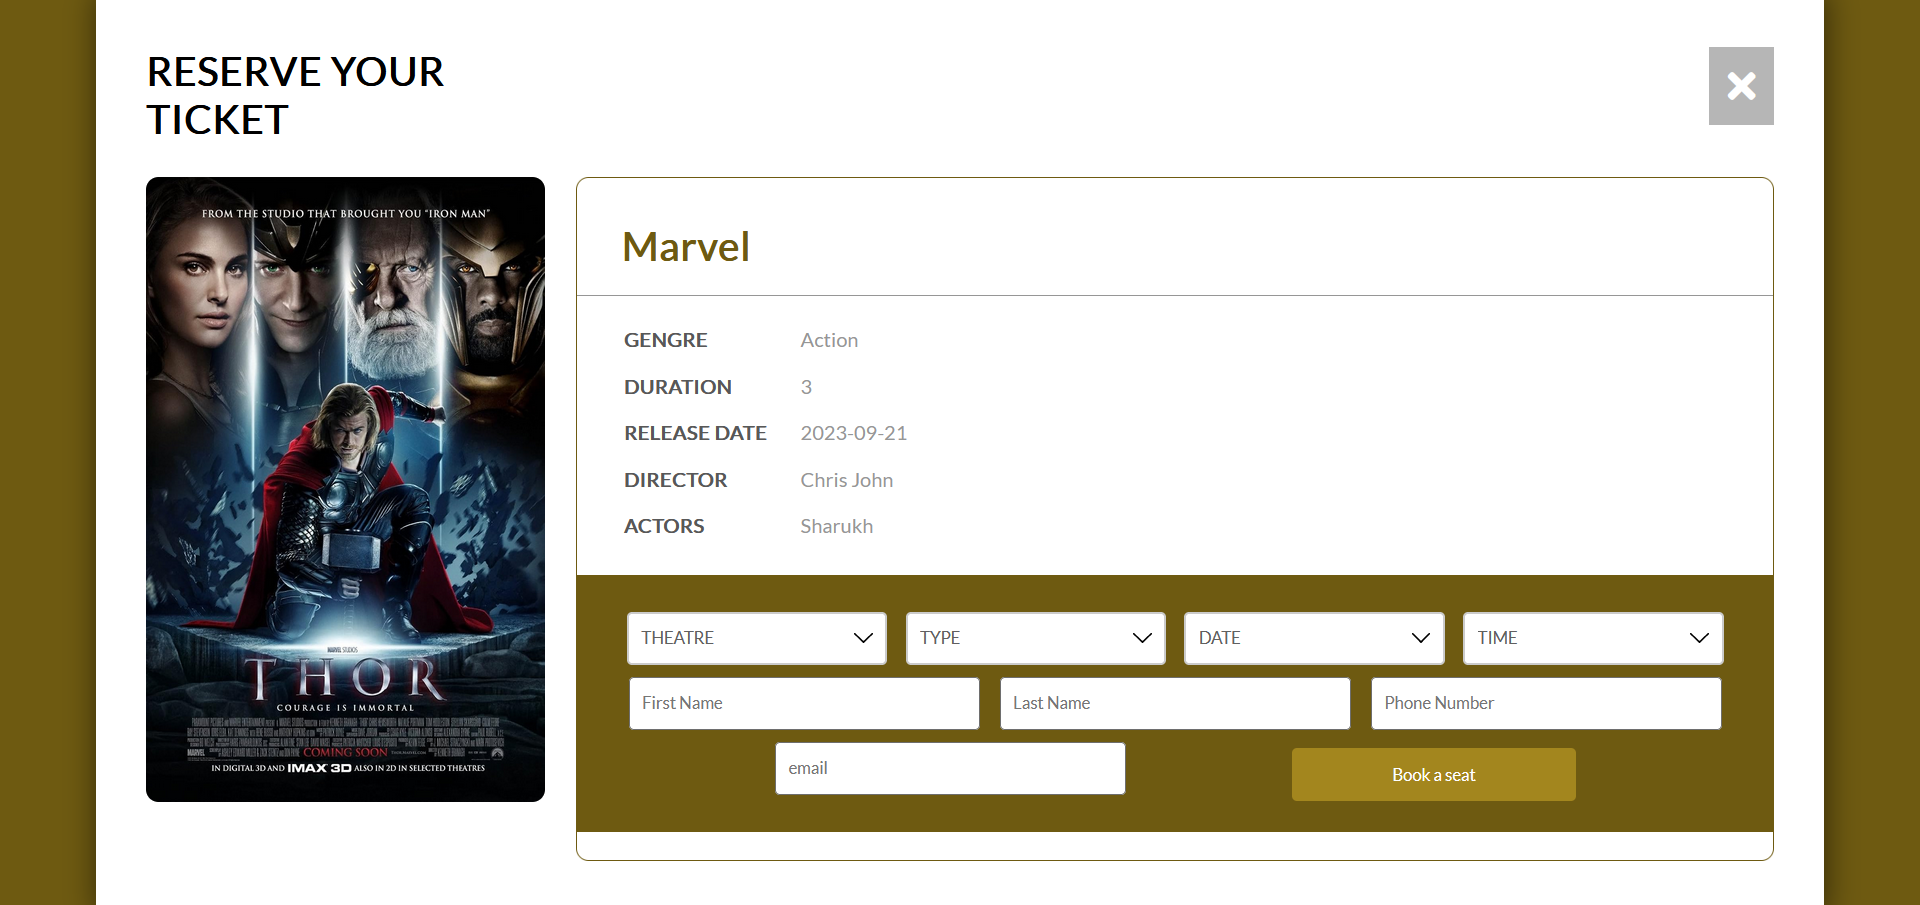 RESERVE YOUR
TICKET
FROM THE STUDIO THAT BROUGHT YOU "IRON MAN"
MARVEL STUDIOS
THOR
COURAGE IS IMMORTAL
MARVEL
COMING SOON
IN DIGITAL 3D AND IMAX 3D ALSO IN 2D IN SELECTED THEATRES
Marvel
GENGRE Action
DURATION 3
RELEASE DATE 2023-09-21
DIRECTOR Chris John
ACTORS Sharukh
THEATRE TYPE DATE TIME
First Name Last Name Phone Number
email Book a seat